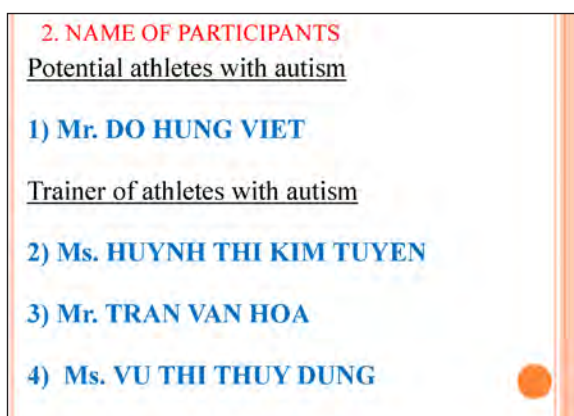 2. NAME OF PARTICIPANTS
Potential athletes with autism
1) Mr. DO HUNG VIET
Trainer of athletes with autism
2) Ms. HUYNH THI KIM TUYEN
3) Mr. TRAN VAN HOA
4) Ms. VU THI THUY DUNG